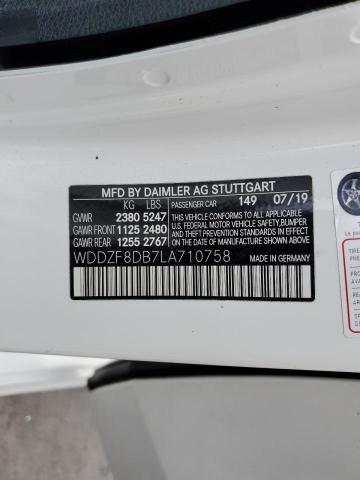 MFD BY DAIMLER AG STUTTGART
KG LBS PASSENGER CAR 149 07/19
GVWR 2380 5247
GAWR FRONT 1125 2480
GAWR REAR 1255 2767
THIS VEHICLE CONFORMS TO ALL
APPLICABLE FEDERAL MOTOR
VEHICLE SAFETY, BUMPER
AND THEFT PREVENTION
STANDARDS IN EFFECT ON THE DATE
OF MANUFACTURE SHOWN ABOVE
WDDZF8DB7LA710758 MADE IN GERMANY